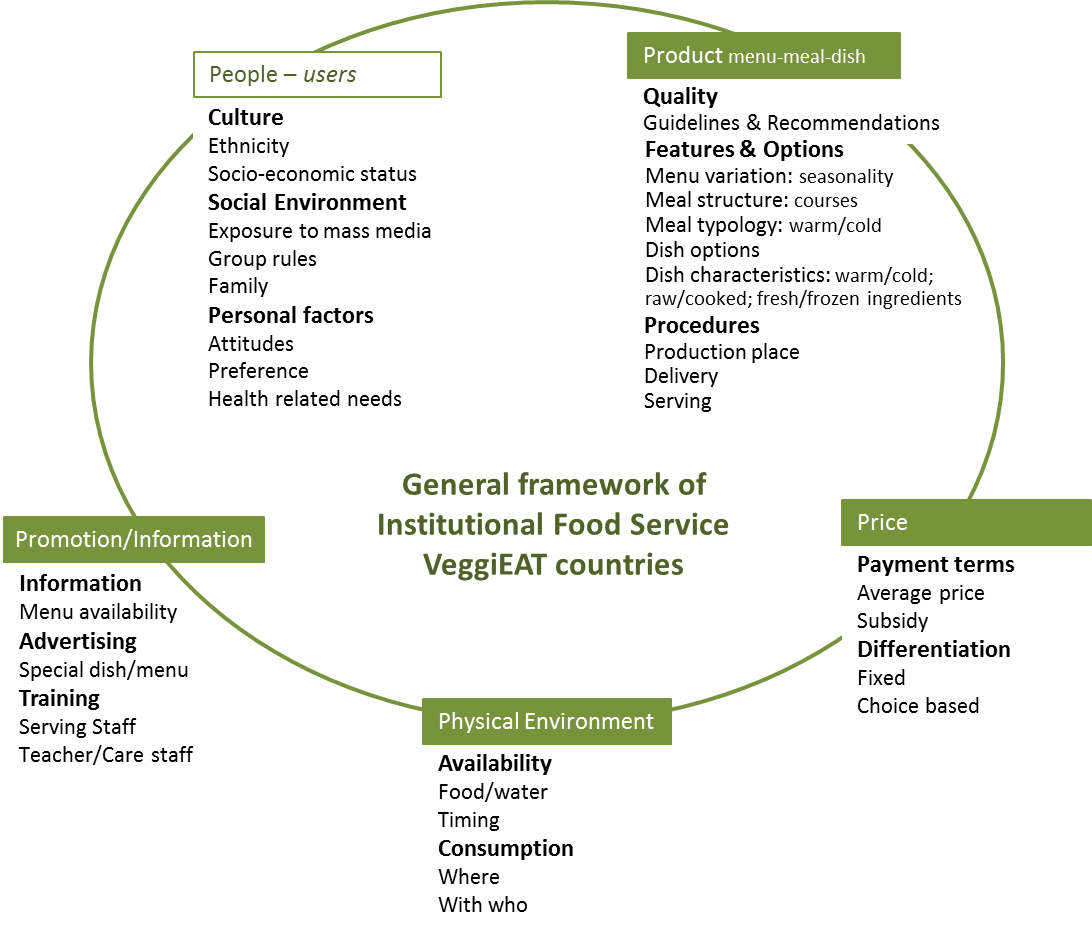 People – users
Culture
Ethnicity
Socio-economic status
Social Environment
Exposure to mass media
Group rules
Family
Personal factors
Attitudes
Preference
Health related needs
Product menu-meal-dish
Quality
Guidelines & Recommendations
Features & Options
Menu variation: seasonality
Meal structure: courses
Meal typology: warm/cold
Dish options
Dish characteristics: warm/cold;
raw/cooked; fresh/frozen ingredients
Procedures
Production place
Delivery
Serving
General framework of
Institutional Food Service
VeggiEAT countries
Promotion/Information
Information
Menu availability
Advertising
Special dish/menu
Training
Serving Staff
Teacher/Care staff
Physical Environment
Availability
Food/water
Timing
Consumption
Where
With who
Price
Payment terms
Average price
Subsidy
Differentiation
Fixed
Choice based